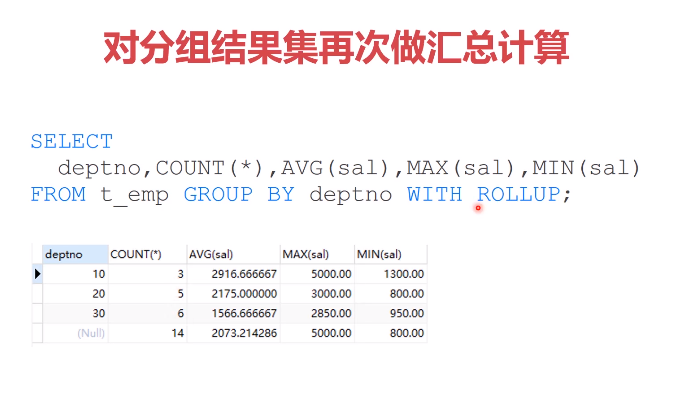 对分组结果集再次做汇总计算
SELECT
deptno,COUNT(*),AVG(sal),MAX(sal),MIN(sal)
FROM t_emp GROUP BY deptno WITH ROLLUP;
deptno COUNT(*) AVG(sal) MAX(sal) MIN(sal)
10 3 2916.666667 5000.00 1300.00
20 5 2175.000000 3000.00 800.00
30 6 1566.666667 2850.00 950.00
(Null) 14 2073.214286 5000.00 800.00